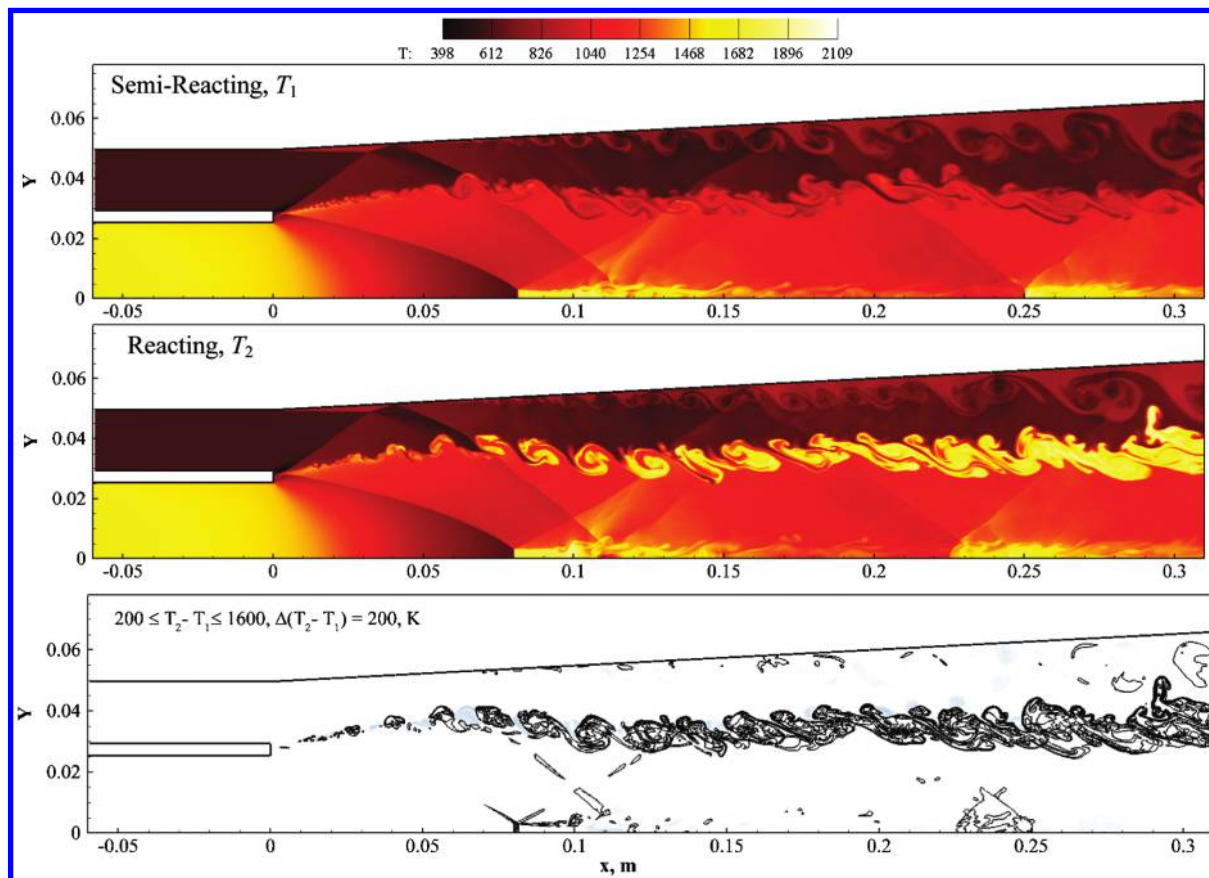 T: 398 612 826 1040 1254 1468 1682 1896 2109
Semi-Reacting, T₁
Y
0.06
0.04
0.02
0
-0.05 0 0.05 0.1 0.15 0.2 0.25 0.3
Reacting, T₂
Y
0.06
0.04
0.02
0
-0.05 0 0.05 0.1 0.15 0.2 0.25 0.3
200 ≤ T₂- T₁≤ 1600, Δ(T₂- T₁) = 200, K
Y
0.06
0.04
0.02
0
-0.05 0 0.05 0.1 0.15 0.2 0.25 0.3
x, m